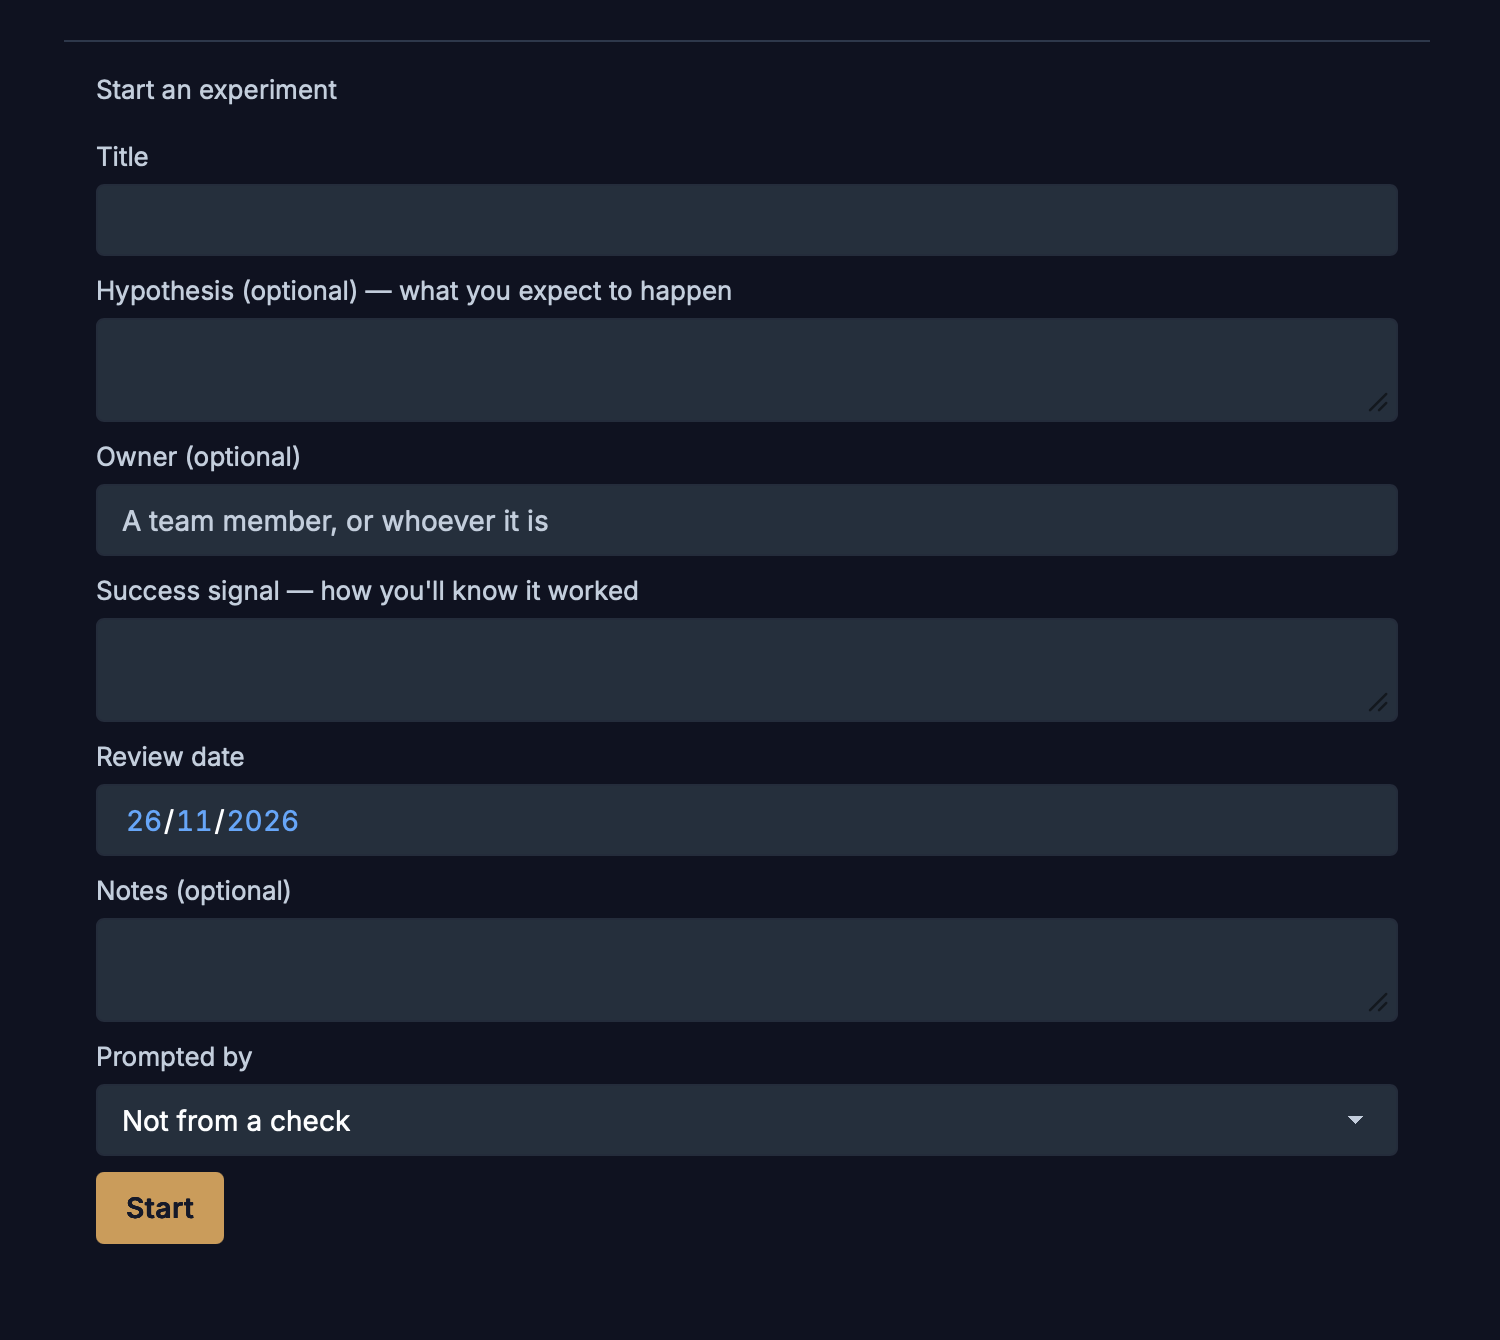 Start an experiment
Title
Hypothesis (optional) — what you expect to happen
Owner (optional)
A team member, or whoever it is
Success signal — how you'll know it worked
Review date
26/11/2026
Notes (optional)
Prompted by
Not from a check
Start